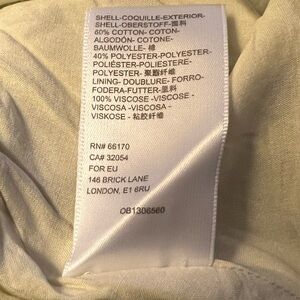 SHELL-COQUILLE-EXTERIOR-
SHELL-OBERSTOFF-面料
60% COTTON- COTON-
ALGODÓN- COTONE-
BAUMWOLLE- 棉
40% POLYESTER-POLYESTER-
POLIÉSTER-POLIESTERE-
POLYESTER- 聚酯纤维
LINING- DOUBLURE- FORRO-
FODERA-FUTTER-里料
100% VISCOSE -VISCOSE -
VISCOSA -VISCOSA -
VISKOSE - 粘胶纤维
RN# 66170
CA# 32054
FOR EU
146 BRICK LANE
LONDON, E1 6RU
OB1306560